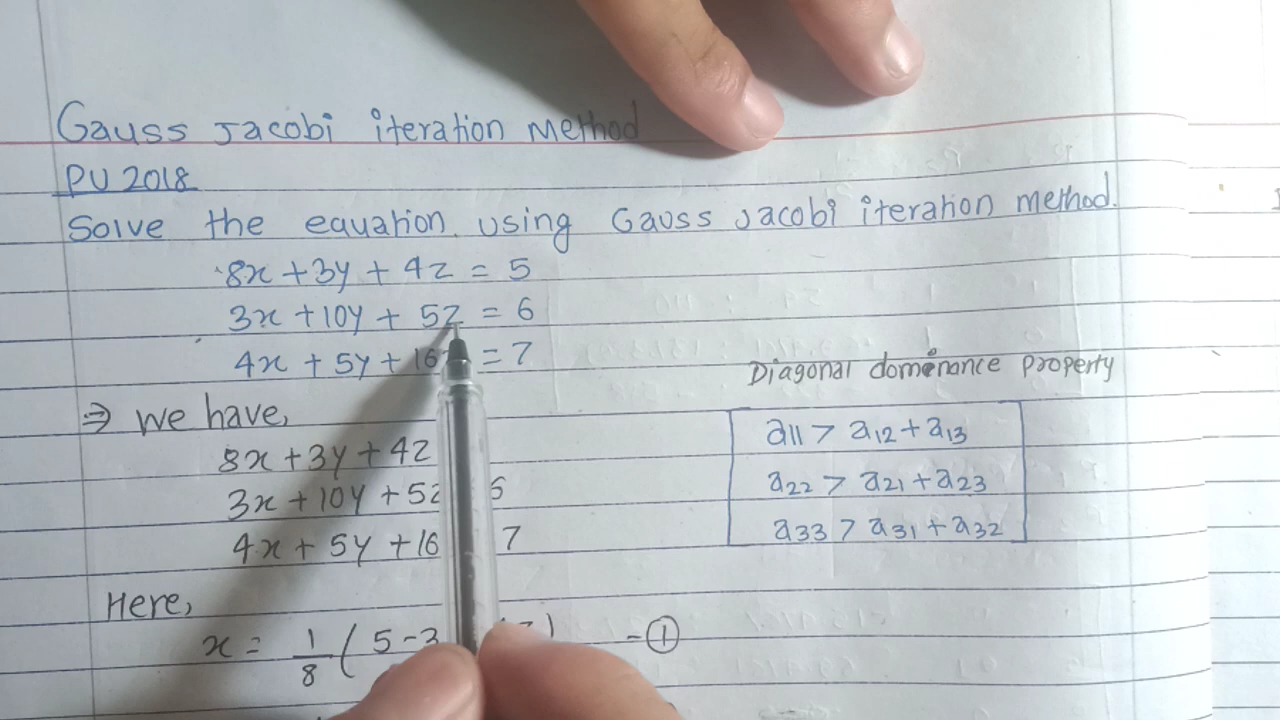 Gauss Jacobi iteration Method
PU 2018
Solve the equation using Gauss Jacobi iteration method.
8x + 3y + 4z = 5
3x + 10y + 5z = 6
4x + 5y + 16 = 7
Diagonal dominance property
⇒ We have,
a11 > a12 + a13
8x + 3y + 4z
a22 > a21 + a23
3x + 10y + 5z 6
a33 > a31 + a32
4x + 5y + 16 7
Here,
x = 1/8 ( 5 - 3 ) - ①